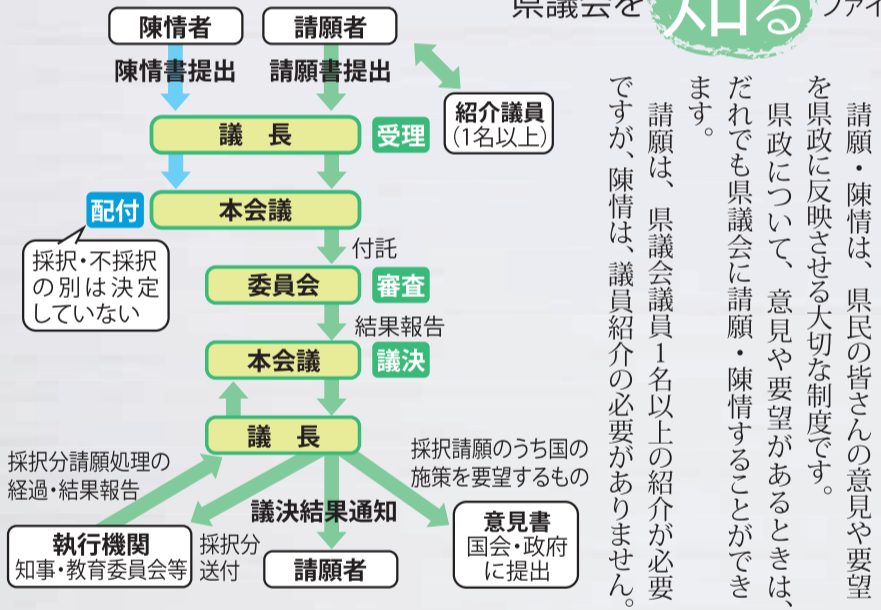 県議会を
知る
ファイ
請願・陳情は、県民の皆さんの意見や要望
を県政に反映させる大切な制度です。
県政について、意見や要望があるときは、
だれでも県議会に請願・陳情することができ
ます。
請願は、県議会議員1名以上の紹介が必要
ですが、陳情は、議員紹介の必要がありません。
陳情者
請願者
陳情書提出
請願書提出
紹介議員
(1名以上)
議 長
受理
配付
本会議
採択・不採択
の別は決定
していない
付託
委員会
審査
結果報告
本会議
議決
議 長
採択分請願処理の
経過・結果報告
採択請願のうち国の
施策を要望するもの
議決結果通知
執行機関
知事・教育委員会等
採択分
送付
請願者
意見書
国会・政府
に提出